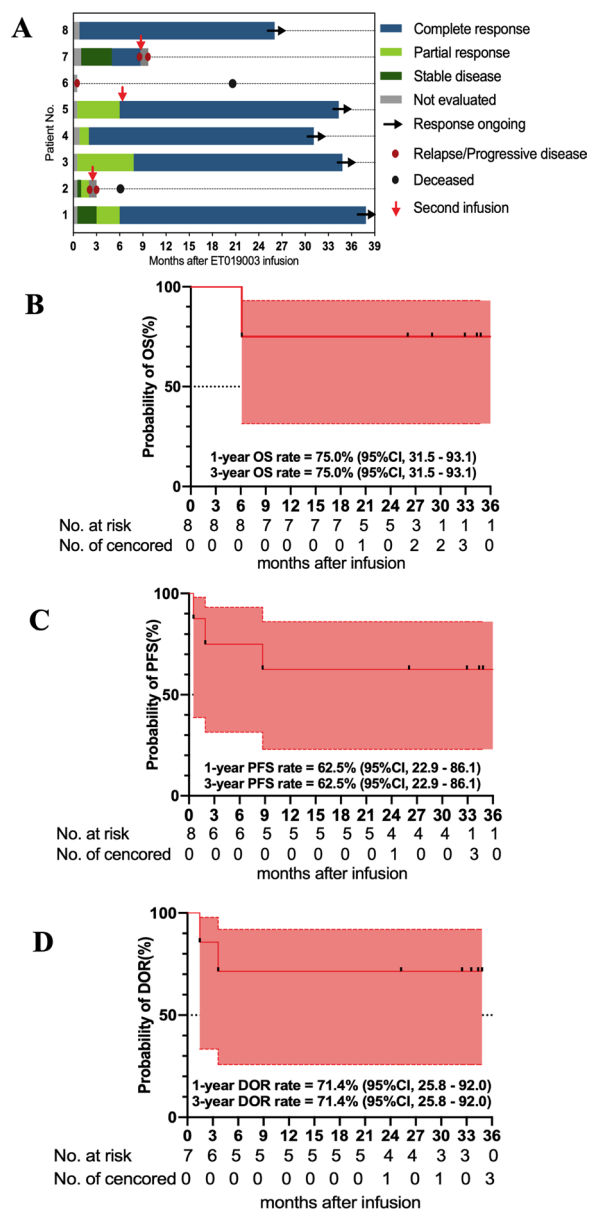 A
Patient No.
8
7
6
5
4
3
2
1
0 3 6 9 12 15 18 21 24 27 30 33 36 39
Months after ET019003 infusion
Complete response
Partial response
Stable disease
Not evaluated
Response ongoing
Relapse/Progressive disease
Deceased
Second infusion
B
Probability of OS(%)
100
50
0
1-year OS rate = 75.0% (95%CI, 31.5 - 93.1)
3-year OS rate = 75.0% (95%CI, 31.5 - 93.1)
0 3 6 9 12 15 18 21 24 27 30 33 36
No. at risk 8 8 8 7 7 7 7 5 5 3 1 1 1
No. of cencored 0 0 0 0 0 0 0 1 0 2 2 3 0
months after infusion
C
Probability of PFS(%)
100
50
0
1-year PFS rate = 62.5% (95%CI, 22.9 - 86.1)
3-year PFS rate = 62.5% (95%CI, 22.9 - 86.1)
0 3 6 9 12 15 18 21 24 27 30 33 36
No. at risk 8 6 6 5 5 5 5 5 4 4 4 1 1
No. of cencored 0 0 0 0 0 0 0 0 1 0 0 3 0
months after infusion
D
Probability of DOR(%)
100
50
0
1-year DOR rate = 71.4% (95%CI, 25.8 - 92.0)
3-year DOR rate = 71.4% (95%CI, 25.8 - 92.0)
0 3 6 9 12 15 18 21 24 27 30 33 36
No. at risk 7 6 5 5 5 5 5 5 4 4 3 3 0
No. of cencored 0 0 0 0 0 0 0 0 1 0 1 0 3
months after infusion